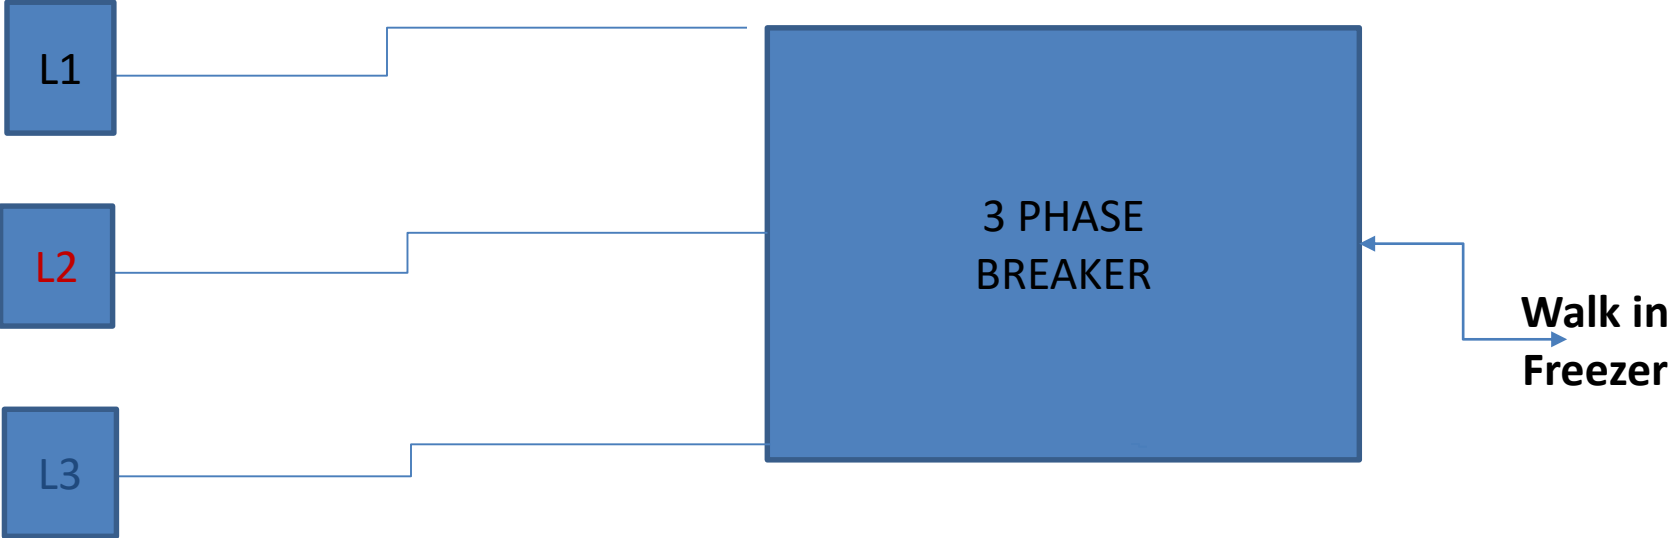 L1
L2
L3
3 PHASE
BREAKER
Walk in
Freezer